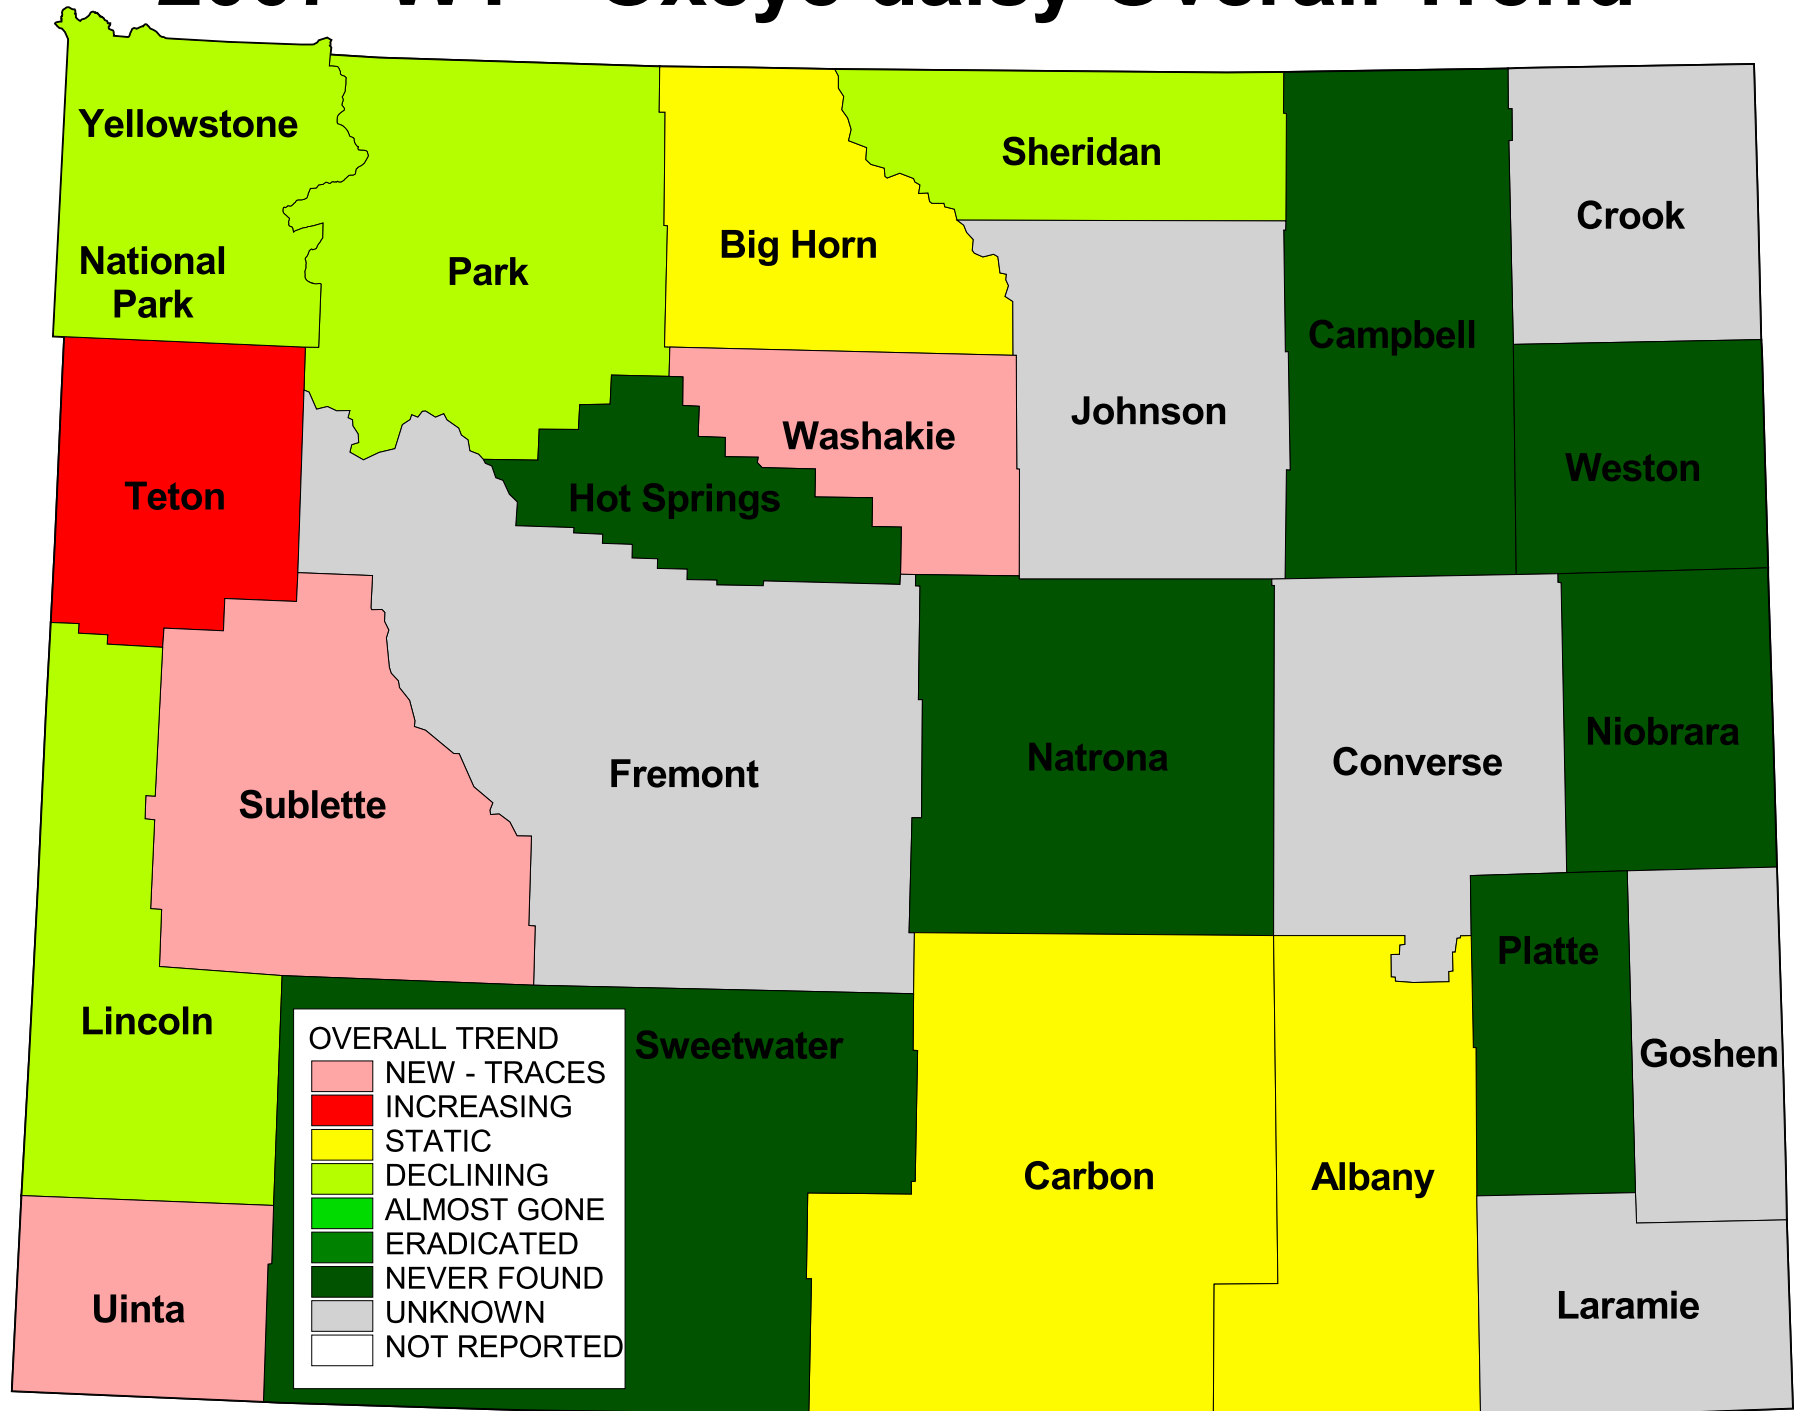 Overall Trend
Yellowstone
National
Park
Park
Big Horn
Sheridan
Crook
Campbell
Johnson
Washakie
Weston
Teton
Hot Springs
Fremont
Natrona
Converse
Niobrara
Sublette
Platte
Lincoln
Sweetwater
Goshen
Carbon
Albany
Uinta
Laramie
OVERALL TREND
NEW - TRACES
INCREASING
STATIC
DECLINING
ALMOST GONE
ERADICATED
NEVER FOUND
UNKNOWN
NOT REPORTED